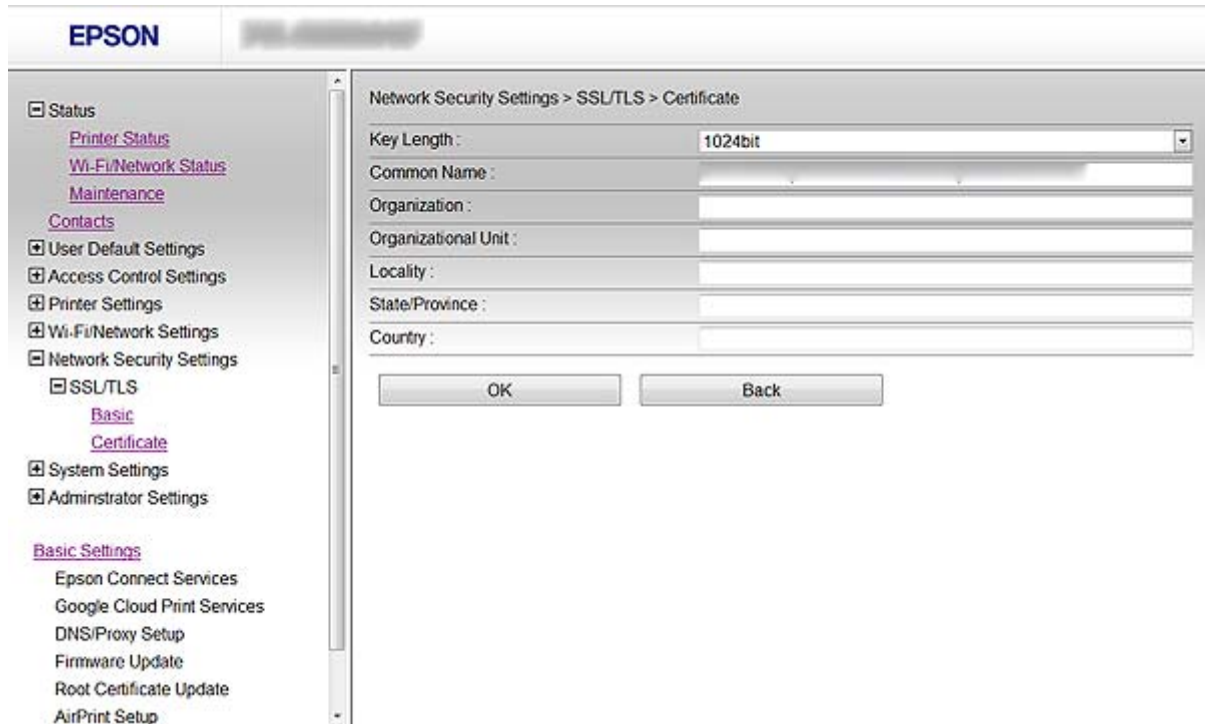 EPSON
Status
Printer Status
Wi-Fi/Network Status
Maintenance
Contacts
User Default Settings
Access Control Settings
Printer Settings
Wi-Fi/Network Settings
Network Security Settings
SSL/TLS
Basic
Certificate
System Settings
Adminstrator Settings
Basic Settings
Epson Connect Services
Google Cloud Print Services
DNS/Proxy Setup
Firmware Update
Root Certificate Update
AirPrint Setup
Network Security Settings > SSL/TLS > Certificate
Key Length : 1024bit
Common Name :
Organization :
Organizational Unit :
Locality :
State/Province :
Country :
OK Back